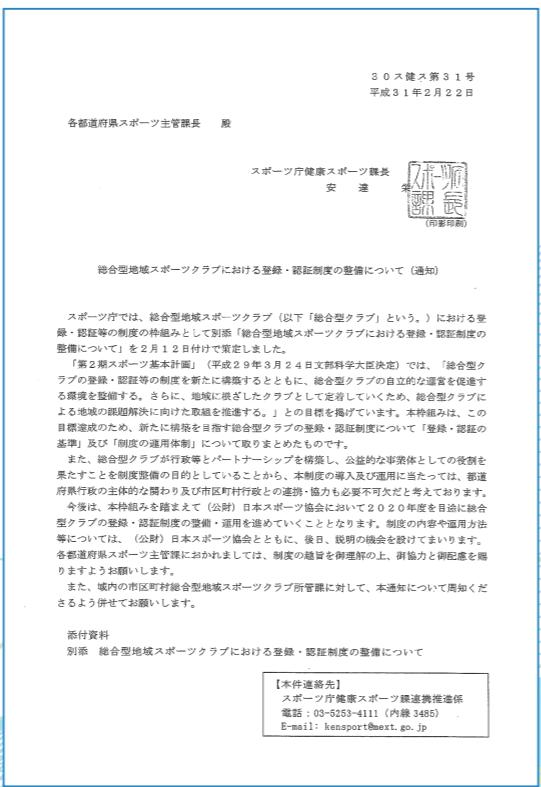 30ス健ス第31号
平成31年2月22日
各都道府県スポーツ主管課長 殿
スポーツ庁健康スポーツ課長
安達 栄
スポーツ庁課長
(印影印刷)
総合型地域スポーツクラブにおける登録・認証制度の整備について(通知)
スポーツ庁では、総合型地域スポーツクラブ(以下「総合型クラブ」という。)における登
録・認証等の制度の枠組みとして別添「総合型地域スポーツクラブにおける登録・認証制度の
整備について」を2月12日付けで策定しました。
「第2期スポーツ基本計画」(平成29年3月24日文部科学大臣決定)では、「総合型ク
ラブの登録・認証等の制度を新たに構築するとともに、総合型クラブの自立的な運営を促進す
る環境を整備する。さらに、地域に根ざしたクラブとして定着していくため、総合型クラブに
よる地域の課題解決に向けた取組を推進する。」との目標を掲げています。本枠組みは、この
目標達成のため、新たに構築を目指す総合型クラブの登録・認証制度について「登録・認証の
基準」及び「制度の運用体制」について取りまとめたものです。
また、総合型クラブが行政等とパートナーシップを構築し、公益的な事業体としての役割を
果たすことを制度整備の目的としていることから、本制度の導入及び運用に当たっては、都道
府県行政の主体的な関わり及び市区町村行政との連携・協力も必要不可欠だと考えております。
今後は、本枠組みを踏まえて(公財)日本スポーツ協会において2020年度を目途に総合
型クラブの登録・認証制度の整備・運用を進めていくこととなります。制度の内容や運用方法
等については、(公財)日本スポーツ協会とともに、後日、説明の機会を設けてまいります。
各都道府県スポーツ主管課におかれましては、制度の趣旨を御理解の上、御協力と御配慮を賜
りますようお願いします。
また、域内の市区町村総合型地域スポーツクラブ所管課に対して、本通知について周知くだ
さるよう併せてお願いします。
添付資料
別添 総合型地域スポーツクラブにおける登録・認証制度の整備について
【本件連絡先】
スポーツ庁健康スポーツ課連携推進係
電話:03-5253-4111(内線3485)
E-mail: kensport@mext.go.jp